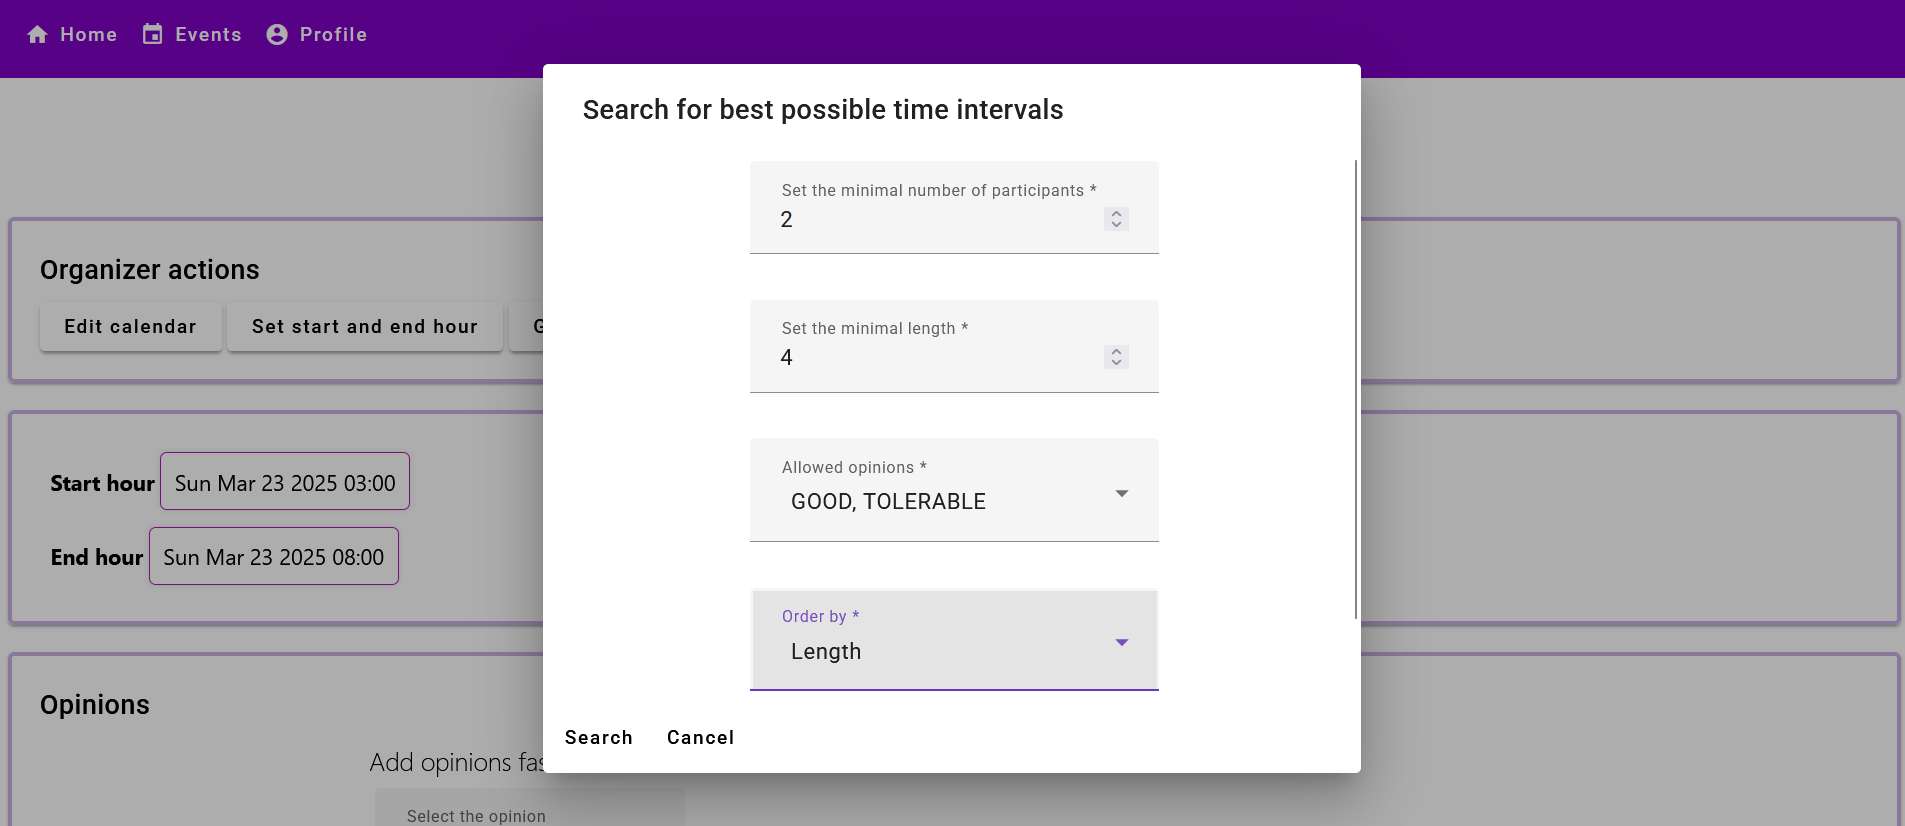 Home Events Profile
Search for best possible time intervals
Set the minimal number of participants *
2
Set the minimal length *
4
Allowed opinions *
GOOD, TOLERABLE
Order by *
Length
Search Cancel
Organizer actions
Edit calendar Set start and end hour
Start hour Sun Mar 23 2025 03:00
End hour Sun Mar 23 2025 08:00
Opinions
Add opinions
Select the opinion